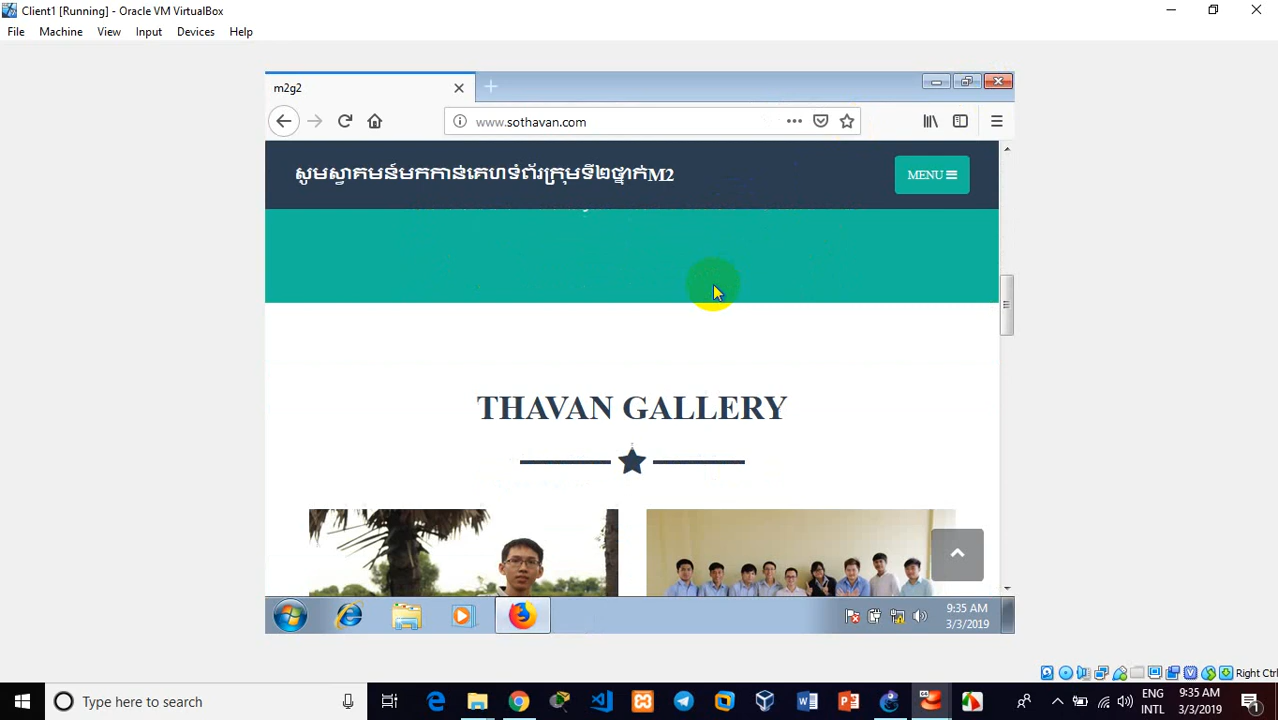 Client1 [Running] - Oracle VM VirtualBox
File Machine View Input Devices Help
m2g2
www.sothavan.com
សូមស្វាគមន៍មកកាន់គេហទំព័រក្រុមទី២ថ្នាក់M2
MENU
THAVAN GALLERY
9:35 AM
3/3/2019
Right Ctrl
Type here to search
ENG
INTL
9:35 AM
3/3/2019
1